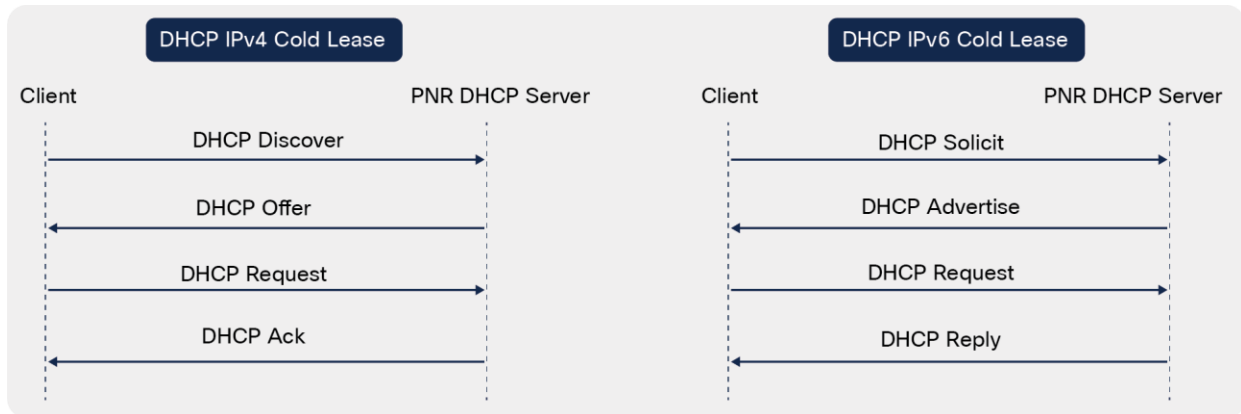 DHCP IPv4 Cold Lease
Client
PNR DHCP Server
DHCP Discover
DHCP Offer
DHCP Request
DHCP Ack
DHCP IPv6 Cold Lease
Client
PNR DHCP Server
DHCP Solicit
DHCP Advertise
DHCP Request
DHCP Reply